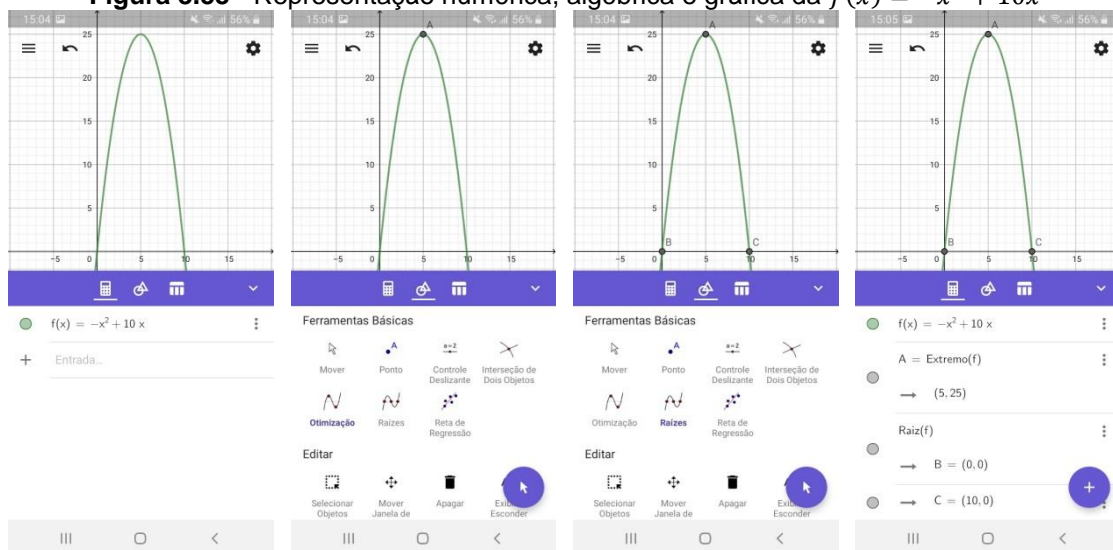 Figura - Representação numérica, algébrica e gráfica da f(x) = −x² + 10x
15:04 56%
25
20
15
10
5
−5 0 5 10 15
f(x) = −x² + 10 x
+ Entrada...
15:04 56%
A
25
20
15
10
5
−5 0 5 10 15
Ferramentas Básicas
Mover
A
Ponto
a=2
Controle Deslizante
Interseção de Dois Objetos
Otimização
Raízes
Reta de Regressão
Editar
Selecionar Objetos
Mover Janela de
Apagar
Esconder
15:04 56%
A
25
20
15
10
5
B C
−5 0 5 10 15
Ferramentas Básicas
Mover
A
Ponto
a=2
Controle Deslizante
Interseção de Dois Objetos
Otimização
Raízes
Reta de Regressão
Editar
Selecionar Objetos
Mover Janela de
Apagar
Esconder
15:05 56%
A
25
20
15
10
5
B C
−5 0 5 10 15
f(x) = −x² + 10 x
A = Extremo(f)
→ (5, 25)
Raiz(f)
→ B = (0, 0)
→ C = (10, 0)
+